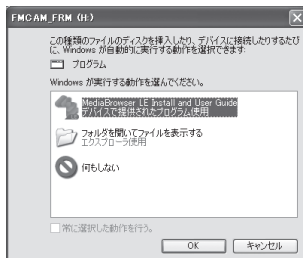 FMCAM_FRM (H:)
この種類のファイルのディスクを挿入したり、デバイスに接続したりするたび
に、Windows が自動的に実行する動作を選択できます:
プログラム
Windows が実行する動作を選んでください。
MediaBrowser LE Install and User Guide
デバイスで提供されたプログラム使用
フォルダを開いてファイルを表示する
エクスプローラ使用
何もしない
常に選択した動作を行う。
OK
キャンセル